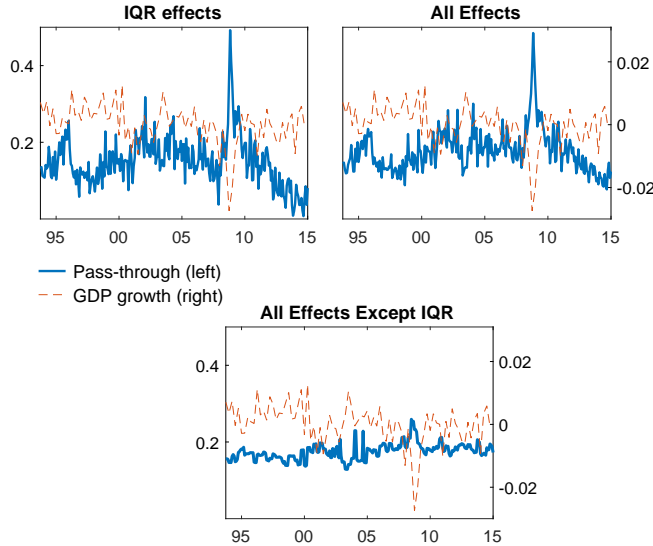 IQR effects
All Effects
0.4
0.2
95 00 05 10 15
0.02
0
-0.02
95 00 05 10 15
Pass-through (left)
GDP growth (right)
All Effects Except IQR
0.4
0.2
0.02
0
-0.02
95 00 05 10 15